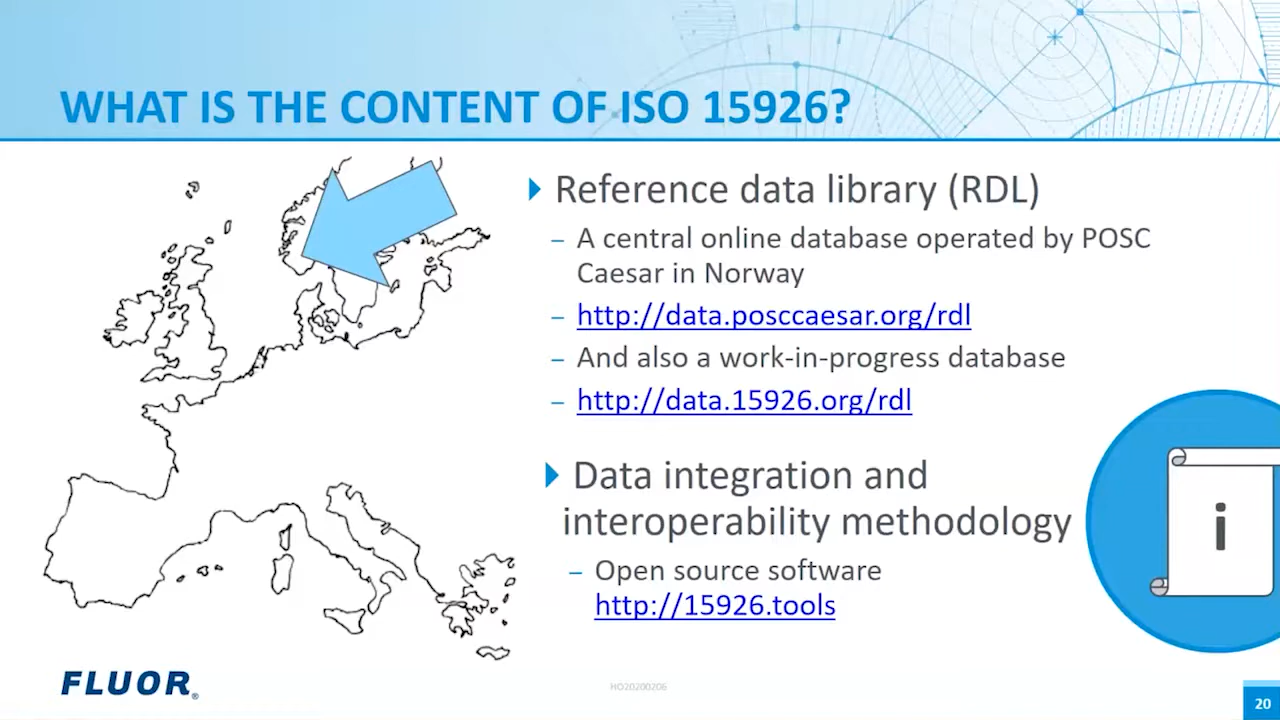 WHAT IS THE CONTENT OF ISO 15926?
Reference data library (RDL)
– A central online database operated by POSC
Caesar in Norway
– http://data.posccaesar.org/rdl
– And also a work-in-progress database
– http://data.15926.org/rdl
Data integration and
interoperability methodology
– Open source software
http://15926.tools
i
FLUOR®
HO20200206
20